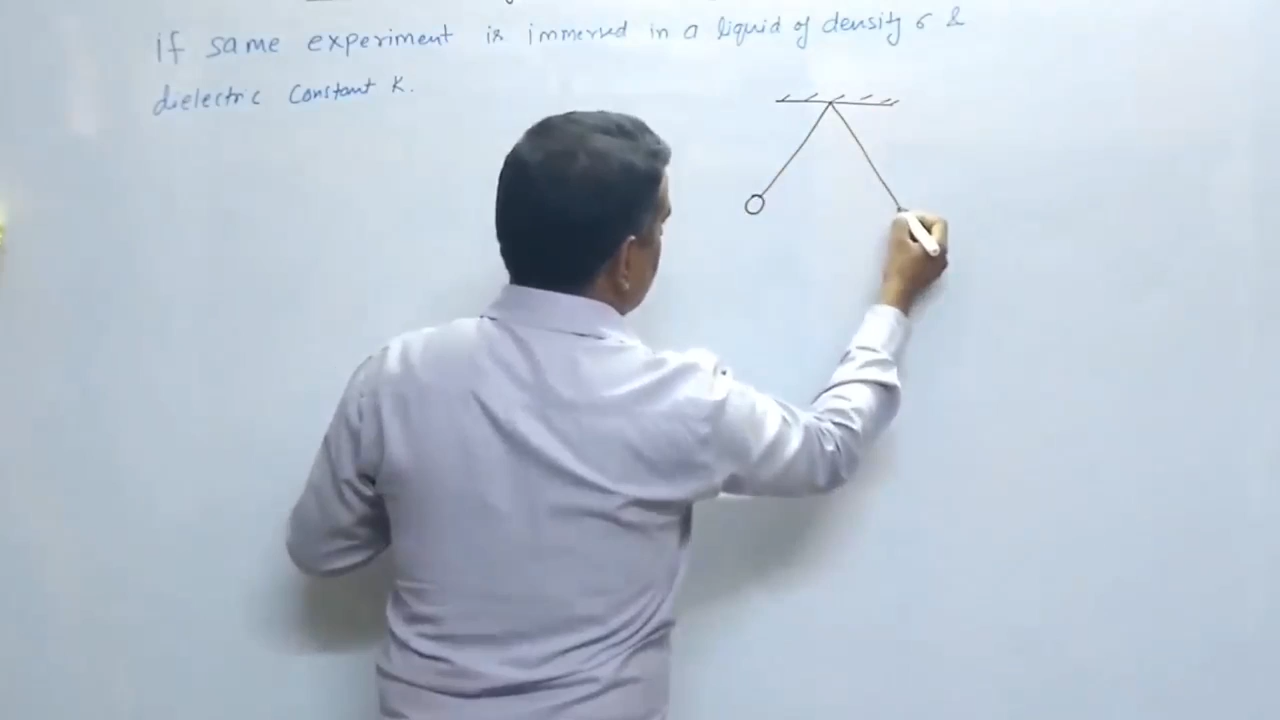 if same experiment is immersed in a liquid of density σ &
dielectric Constant K.